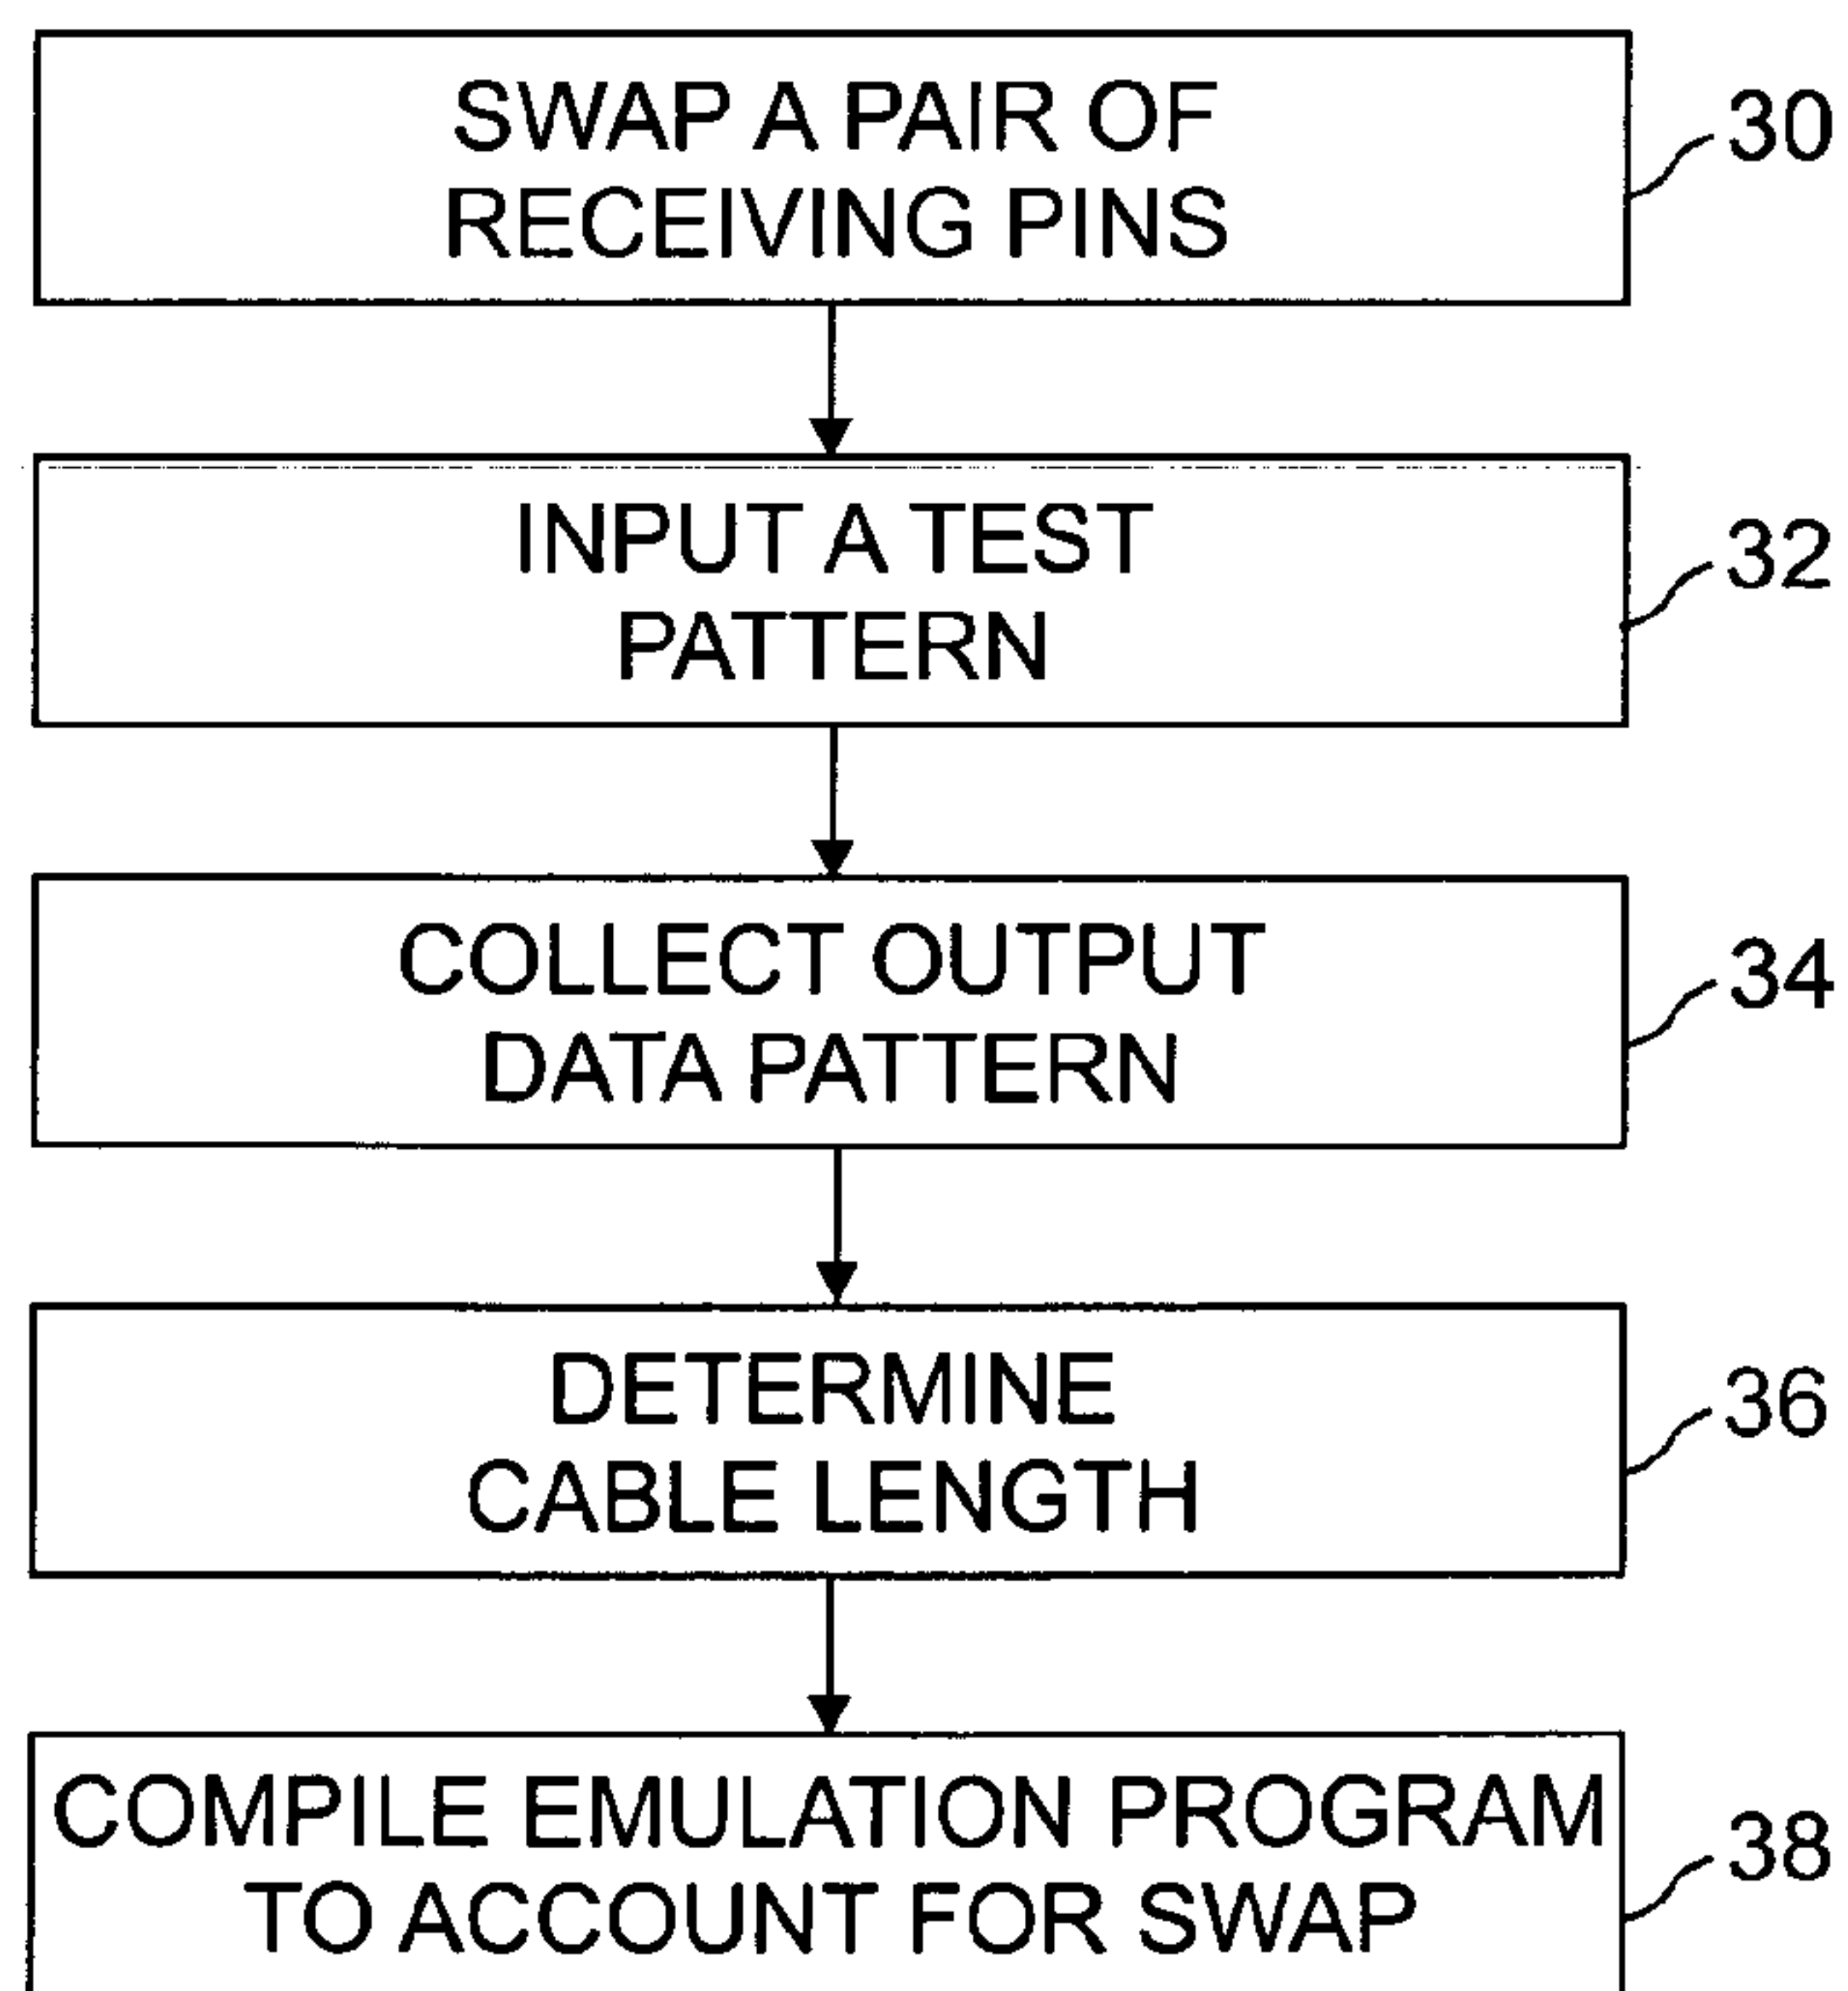 SWAP A PAIR OF
RECEIVING PINS
30
INPUT A TEST
PATTERN
32
COLLECT OUTPUT
DATA PATTERN
34
DETERMINE
CABLE LENGTH
36
COMPILE EMULATION PROGRAM
TO ACCOUNT FOR SWAP
38